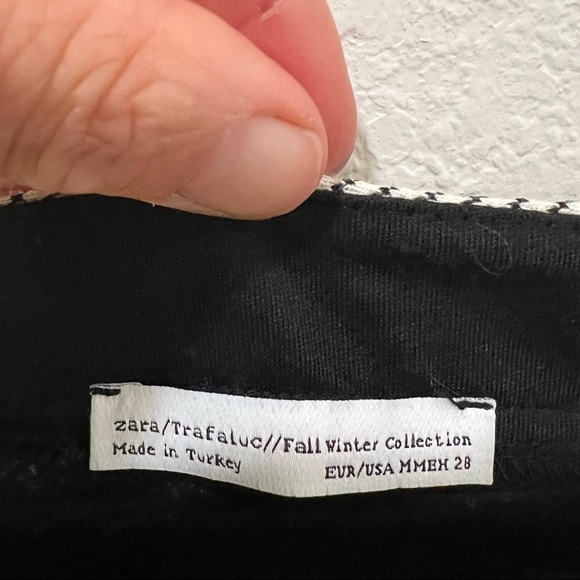 zara/Trafaluc//Fall Winter Collection
Made in Turkey EUR/USA MMEH 28